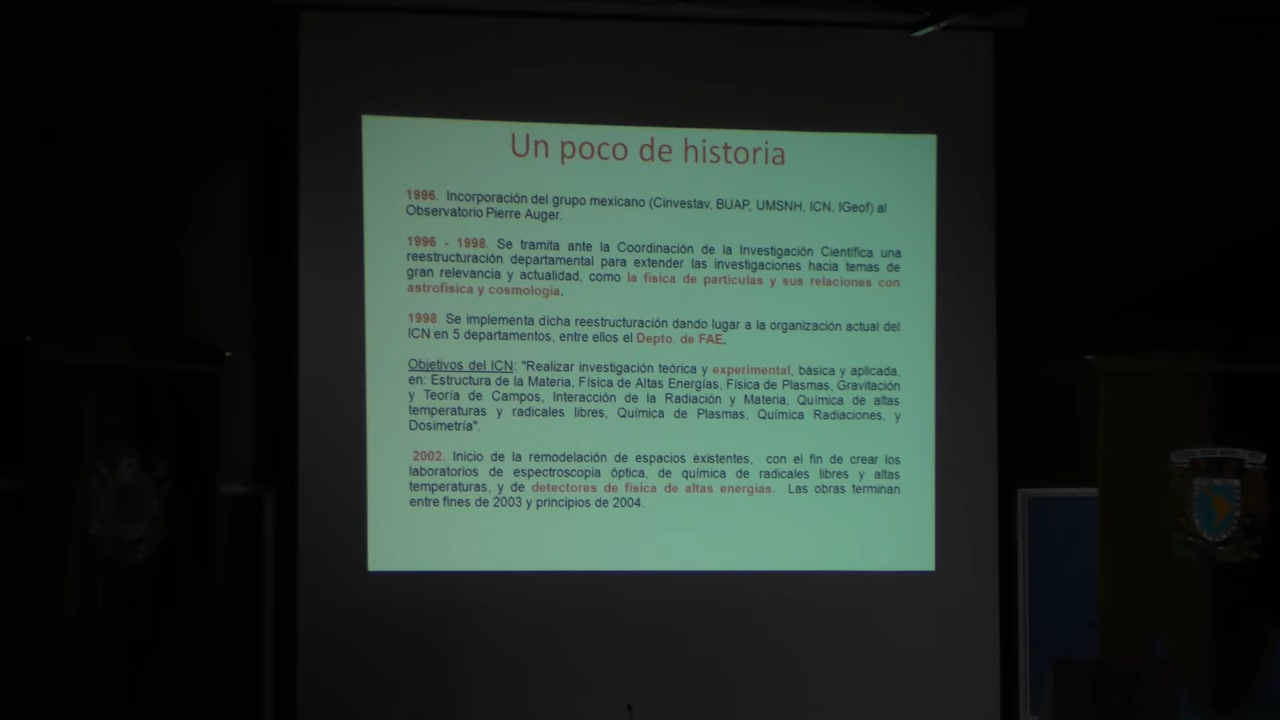 Un poco de historia
1996. Incorporación del grupo mexicano (Cinvestav, BUAP, UMSNH, ICN, IGeof) al
Observatorio Pierre Auger.
1996 - 1998. Se tramita ante la Coordinación de la Investigación Científica una
reestructuración departamental para extender las investigaciones hacia temas de
gran relevancia y actualidad, como la física de partículas y sus relaciones con
astrofísica y cosmología.
1998. Se implementa dicha reestructuración dando lugar a la organización actual del
ICN en 5 departamentos, entre ellos el Depto. de FAE.
Objetivos del ICN: "Realizar investigación teórica y experimental, básica y aplicada,
en: Estructura de la Materia, Física de Altas Energías, Física de Plasmas, Gravitación
y Teoría de Campos, Interacción de la Radiación y Materia, Química de altas
temperaturas y radicales libres, Química de Plasmas, Química Radiaciones, y
Dosimetría".
2002. Inicio de la remodelación de espacios existentes, con el fin de crear los
laboratorios de espectroscopia óptica, de química de radicales libres y altas
temperaturas, y de detectores de física de altas energías. Las obras terminan
entre fines de 2003 y principios de 2004.